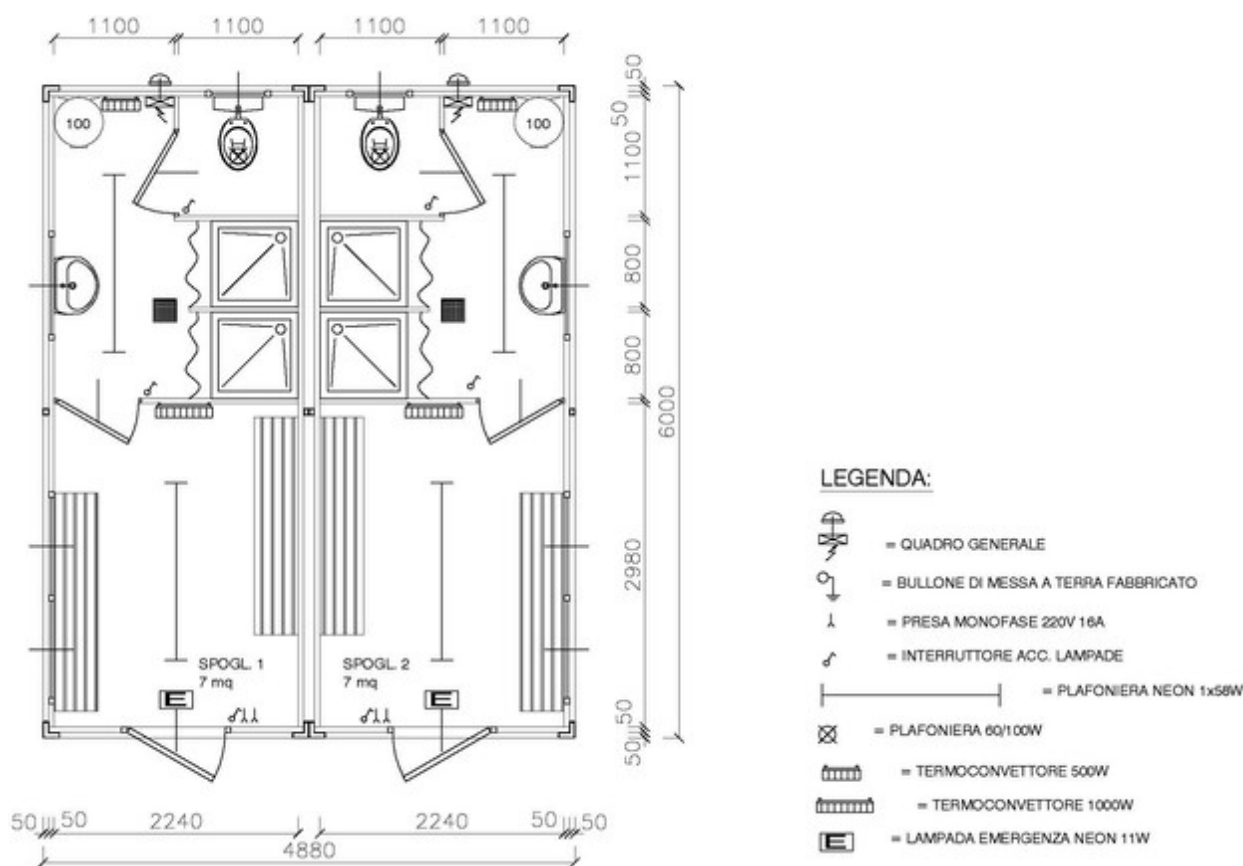 1100 1100 1100 1100
50
50
1100
800
800
6000
2980
50
50
100 100
SPOGL. 1
7 mq
SPOGL. 2
7 mq
E E
50 50 2240 2240 50 50
4880
LEGENDA:
= QUADRO GENERALE
= BULLONE DI MESSA A TERRA FABBRICATO
= PRESA MONOFASE 220V 16A
= INTERRUTTORE ACC. LAMPADE
= PLAFONIERA NEON 1x58W
= PLAFONIERA 60/100W
= TERMOCONVETTORE 500W
= TERMOCONVETTORE 1000W
E = LAMPADA EMERGENZA NEON 11W